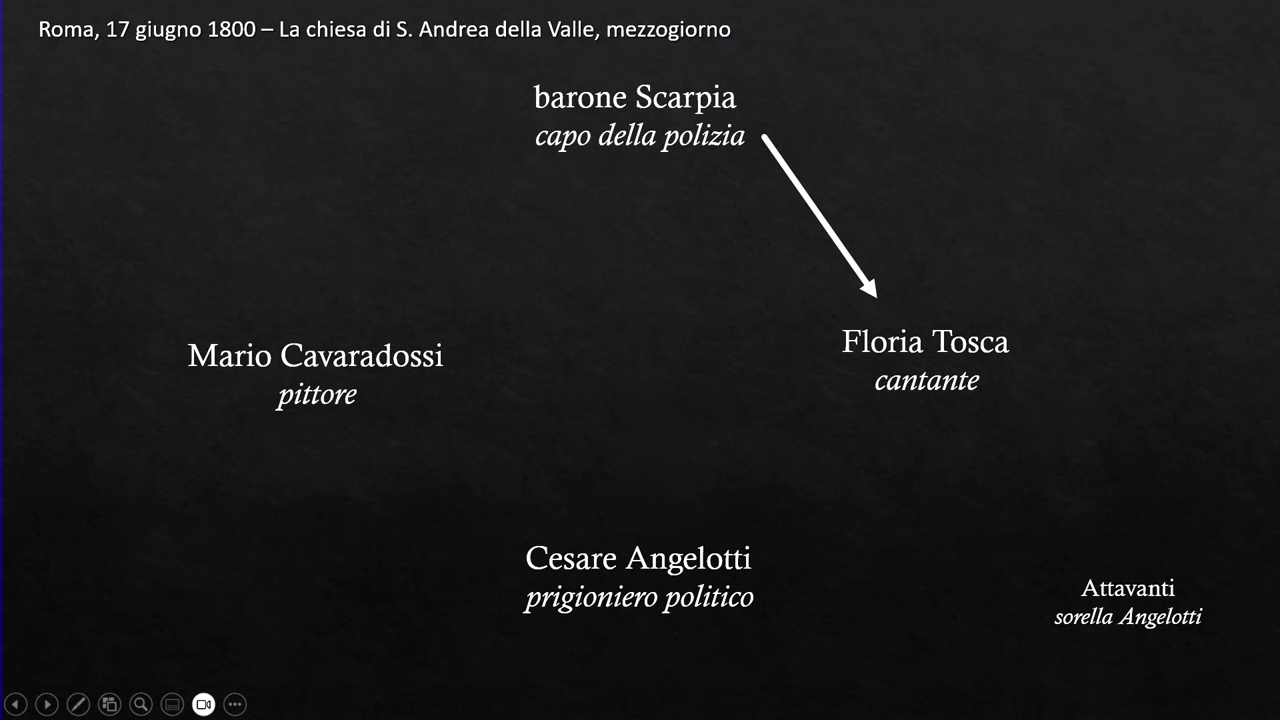 Roma, 17 giugno 1800 – La chiesa di S. Andrea della Valle, mezzogiorno
barone Scarpia
capo della polizia
Mario Cavaradossi
pittore
Floria Tosca
cantante
Cesare Angelotti
prigioniero politico
Attavanti
sorella Angelotti